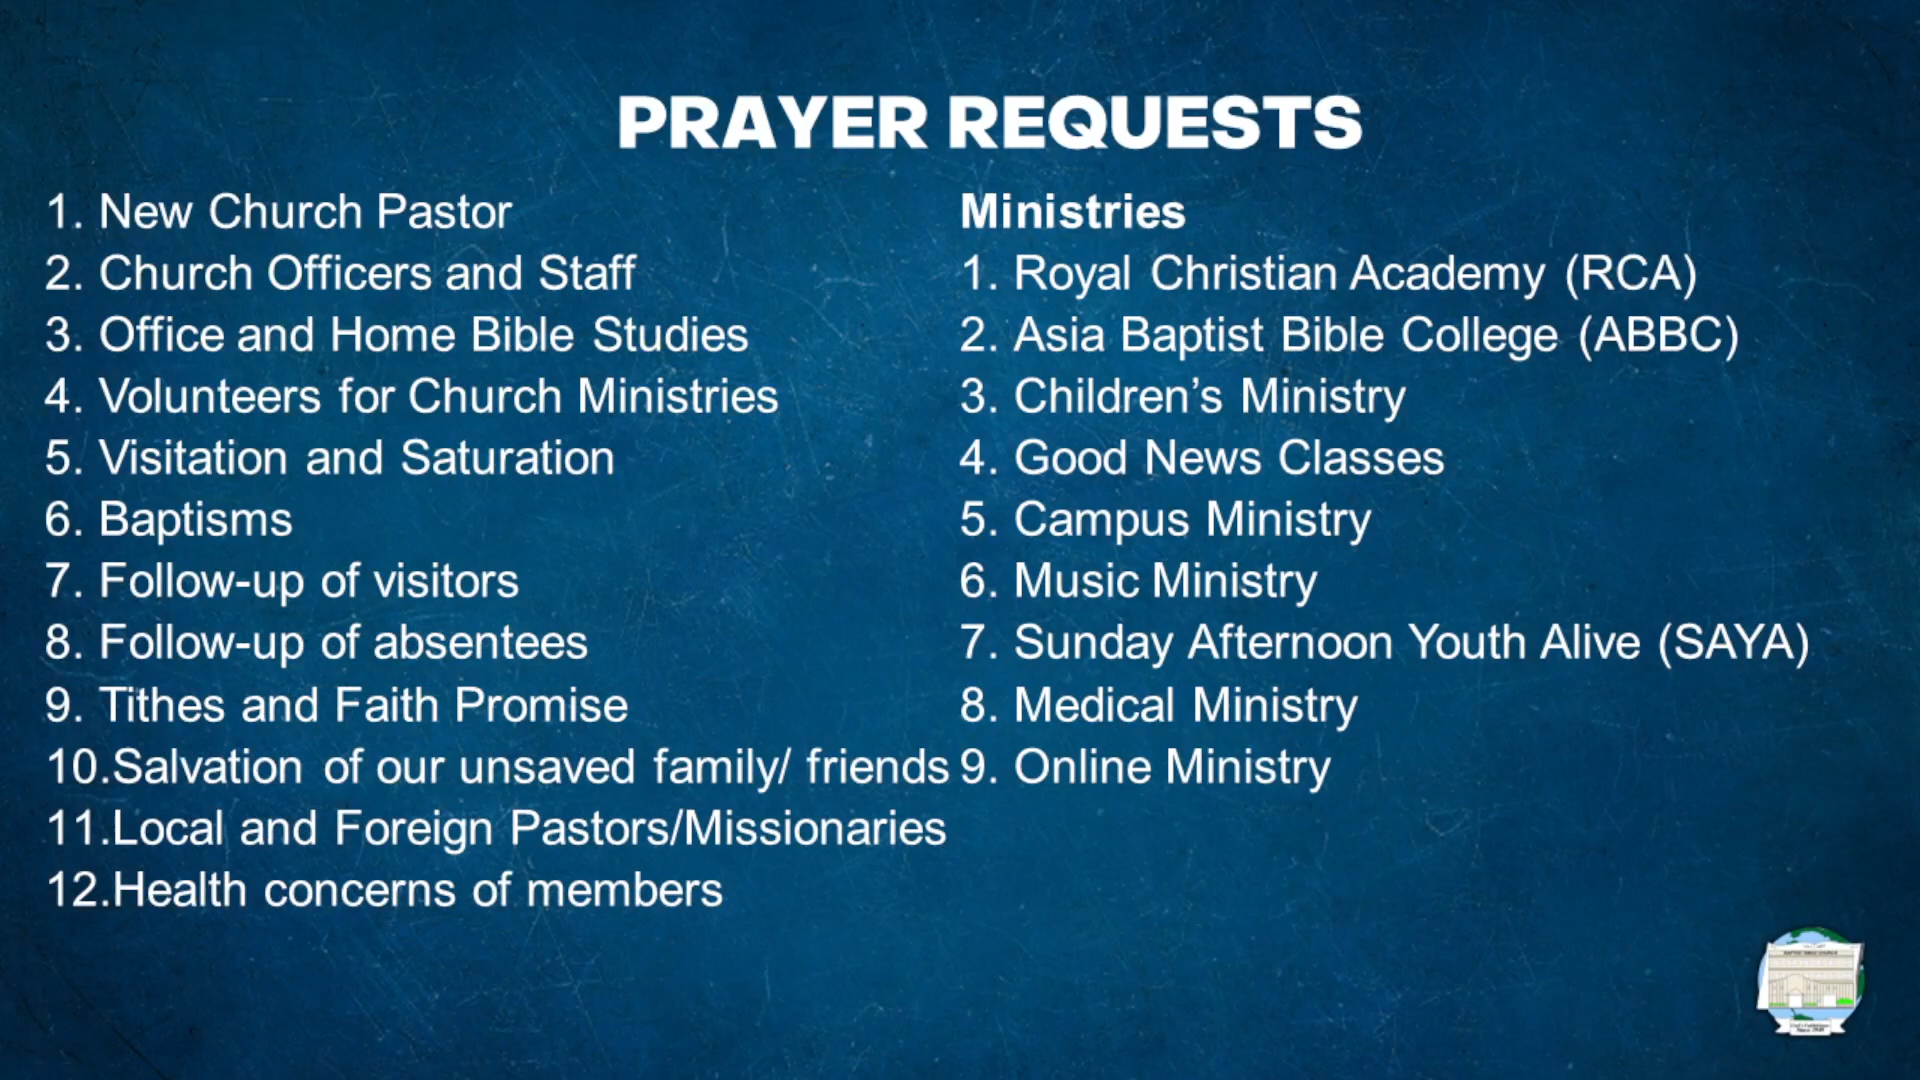 PRAYER REQUESTS
1. New Church Pastor
2. Church Officers and Staff
3. Office and Home Bible Studies
4. Volunteers for Church Ministries
5. Visitation and Saturation
6. Baptisms
7. Follow-up of visitors
8. Follow-up of absentees
9. Tithes and Faith Promise
10.Salvation of our unsaved family/ friends
11.Local and Foreign Pastors/Missionaries
12.Health concerns of members
Ministries
1. Royal Christian Academy (RCA)
2. Asia Baptist Bible College (ABBC)
3. Children’s Ministry
4. Good News Classes
5. Campus Ministry
6. Music Ministry
7. Sunday Afternoon Youth Alive (SAYA)
8. Medical Ministry
9. Online Ministry
BAPTIST BIBLE CHURCH